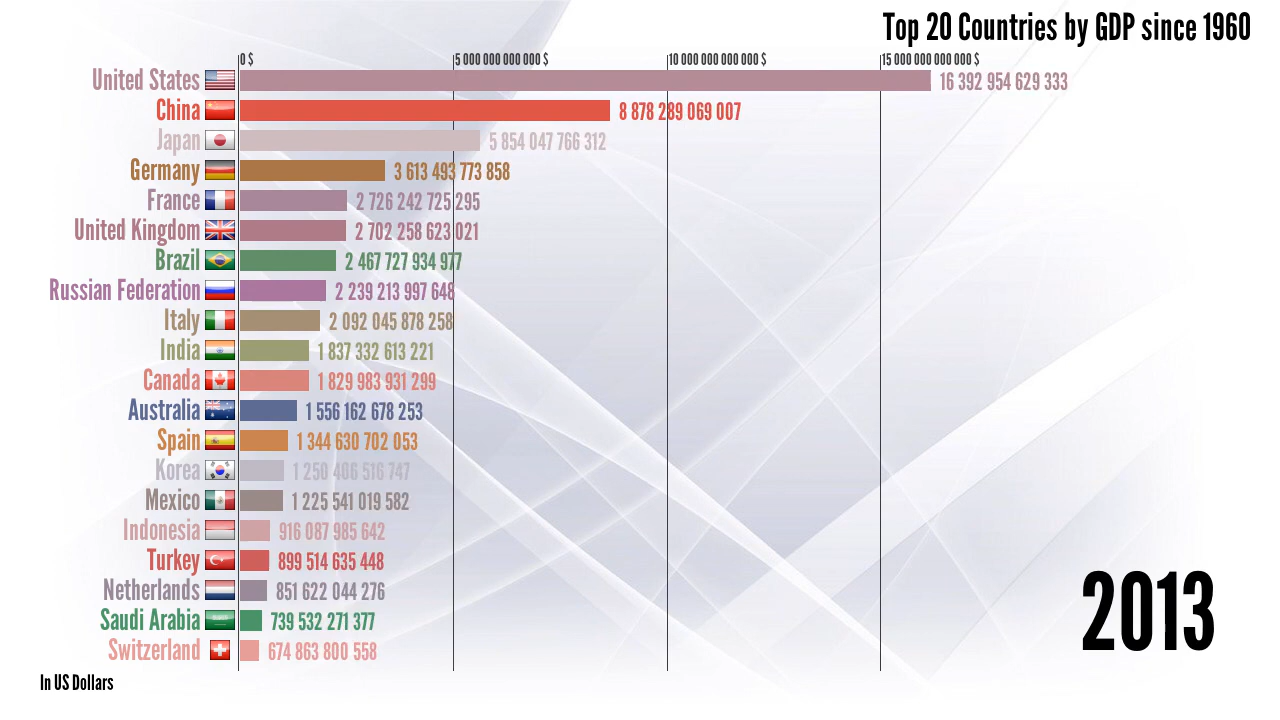 Top 20 Countries by GDP since 1960
0 $ 5 000 000 000 000 $ 10 000 000 000 000 $ 15 000 000 000 000 $
United States 16 392 954 629 333
China 8 878 289 069 007
Japan 5 854 047 766 312
Germany 3 613 493 773 858
France 2 726 242 725 295
United Kingdom 2 702 258 623 021
Brazil 2 467 727 934 977
Russian Federation 2 239 213 997 648
Italy 2 092 045 878 258
India 1 837 332 613 221
Canada 1 829 983 931 299
Australia 1 556 162 678 253
Spain 1 344 630 702 053
Korea 1 250 406 516 747
Mexico 1 225 541 019 582
Indonesia 916 087 985 642
Turkey 899 514 635 448
Netherlands 851 622 044 276
Saudi Arabia 739 532 271 377
Switzerland 674 863 800 558
2013
In US Dollars